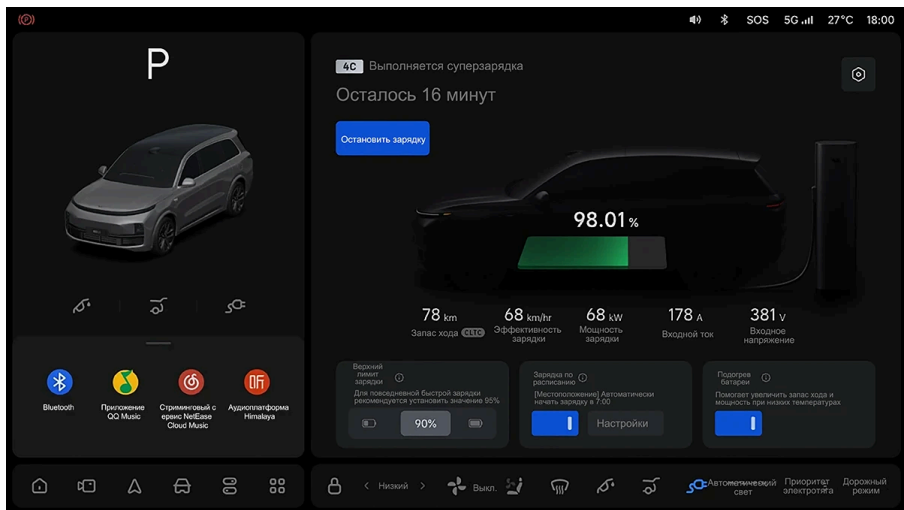 (P)
SOS 5G 27°C 18:00
P
4C Выполняется суперзарядка
Осталось 16 минут
Остановить зарядку
98.01 %
78 km
Запас хода CLTC
68 km/hr
Эффективность
зарядки
68 kW
Мощность
зарядки
178 A
Входной ток
381 v
Входное
напряжение
Bluetooth
Приложение
QQ Music
Стриминговый с
ервис NetEase
Cloud Music
Аудиоплатформа
Himalaya
Верхний
лимит
зарядки
Для повседневной быстрой зарядки
рекомендуется установить значение 95%
90%
Зарядка по
расписанию
[Местоположение] Автоматически
начать зарядку в 7:00
Настройки
Подогрев
батареи
Помогает увеличить запас хода и
мощность при низких температурах
Низкий
Выкл.
Автоматический
свет
Приоритет
электротяга
Дорожный
режим